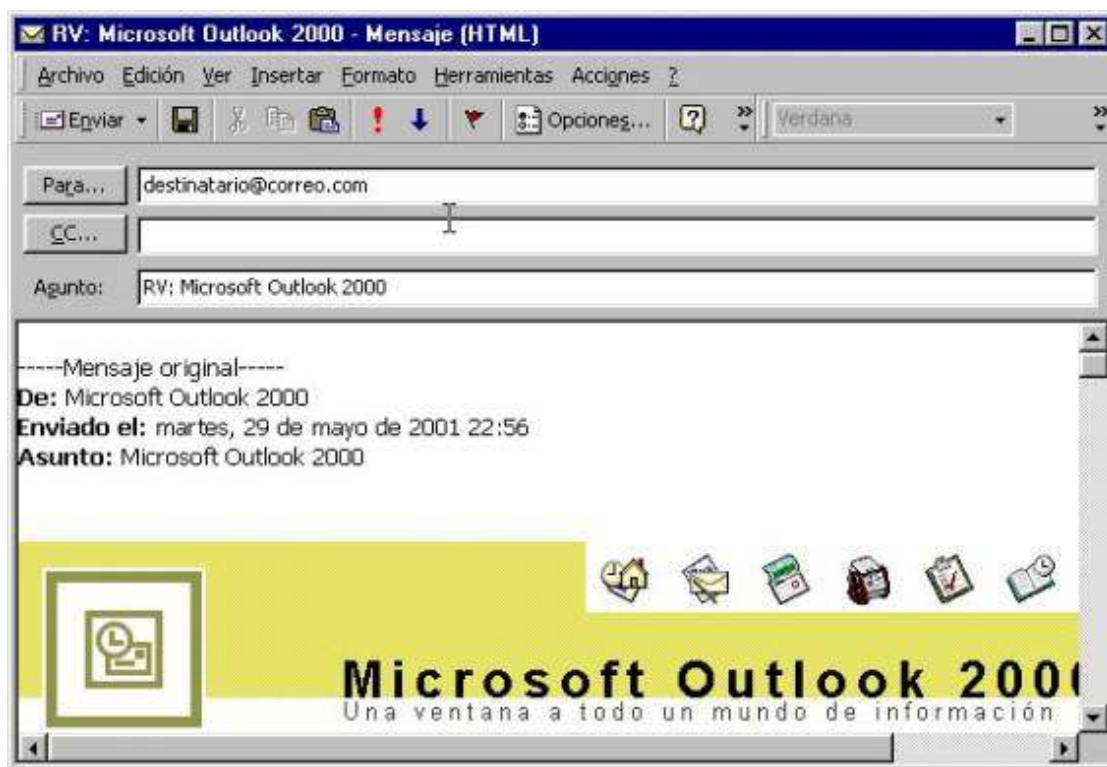 RV: Microsoft Outlook 2000 - Mensaje (HTML)
Archivo Edición Ver Insertar Formato Herramientas Acciones ?
Enviar Opciones... Verdana
Para... destinatario@correo.com
CC...
Asunto: RV: Microsoft Outlook 2000
-----Mensaje original-----
De: Microsoft Outlook 2000
Enviado el: martes, 29 de mayo de 2001 22:56
Asunto: Microsoft Outlook 2000
Microsoft Outlook 200
Una ventana a todo un mundo de información